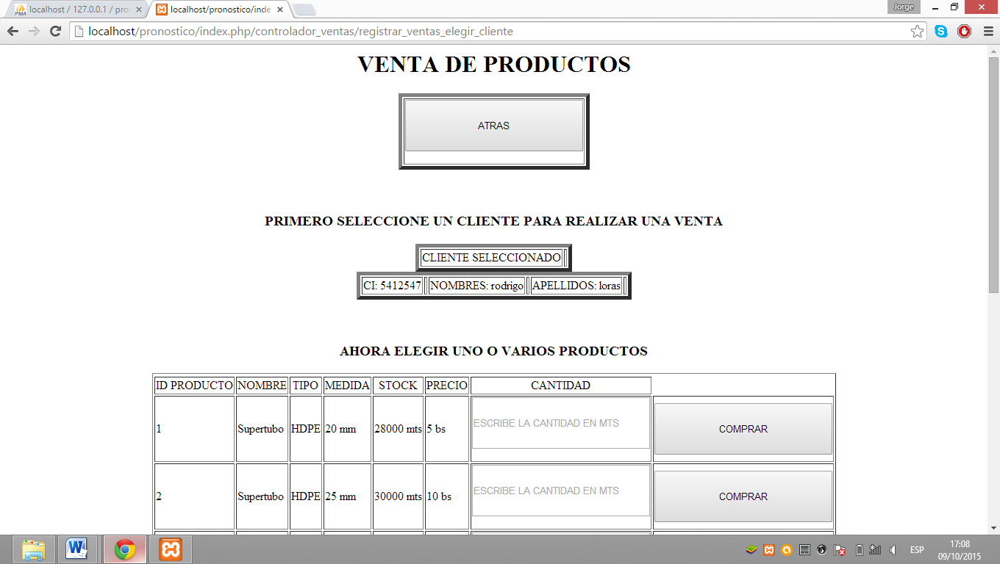 localhost / 127.0.0.1 / pro
localhost/pronostico/inde
Jorge
localhost/pronostico/index.php/controlador_ventas/registrar_ventas_elegir_cliente
VENTA DE PRODUCTOS
ATRAS
PRIMERO SELECCIONE UN CLIENTE PARA REALIZAR UNA VENTA
CLIENTE SELECCIONADO
CI: 5412547 NOMBRES: rodrigo APELLIDOS: loras
AHORA ELEGIR UNO O VARIOS PRODUCTOS
ID PRODUCTO NOMBRE TIPO MEDIDA STOCK PRECIO CANTIDAD
1 Supertubo HDPE 20 mm 28000 mts 5 bs ESCRIBE LA CANTIDAD EN MTS COMPRAR
2 Supertubo HDPE 25 mm 30000 mts 10 bs ESCRIBE LA CANTIDAD EN MTS COMPRAR
ESP
17:08
09/10/2015